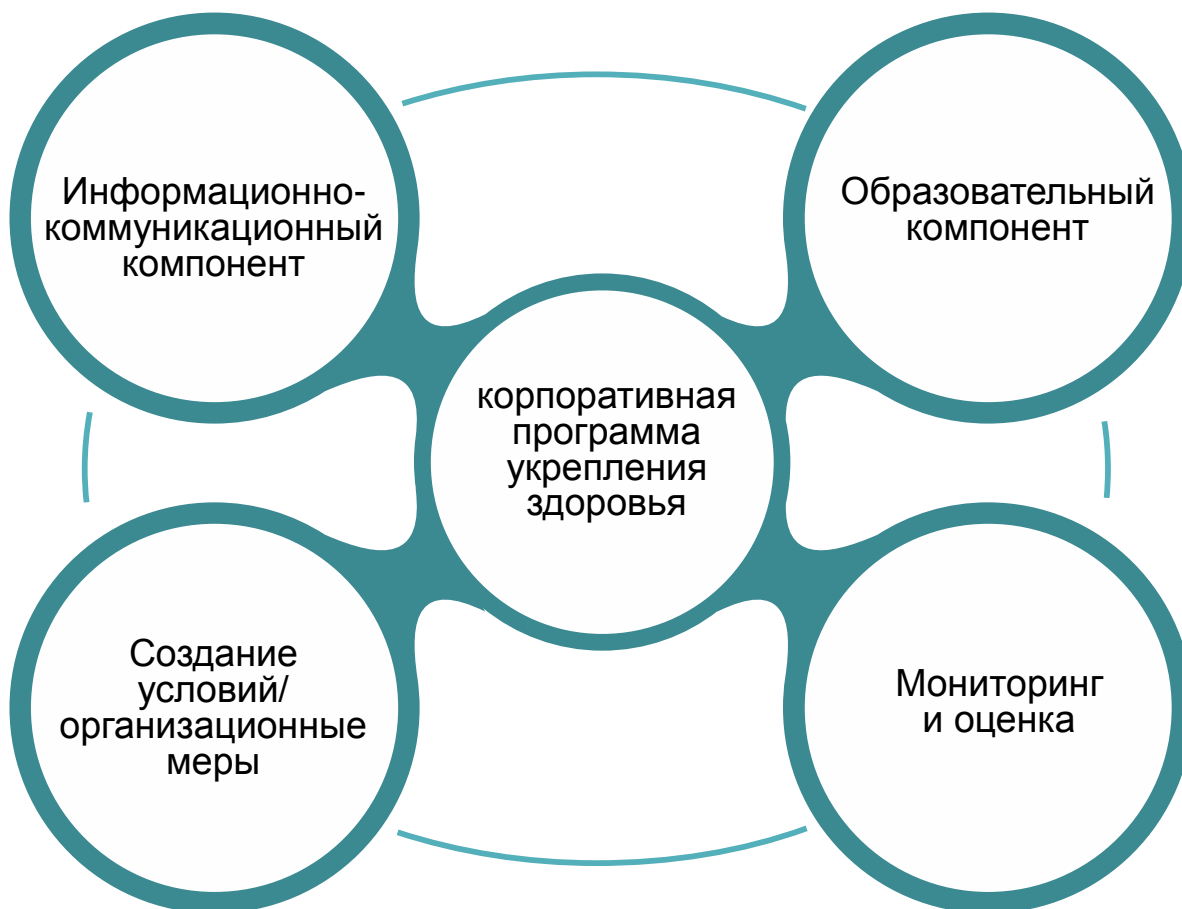 Информационно-
коммуникационный
компонент
Образовательный
компонент
корпоративная
программа
укрепления
здоровья
Создание
условий/
организационные
меры
Мониторинг
и оценка